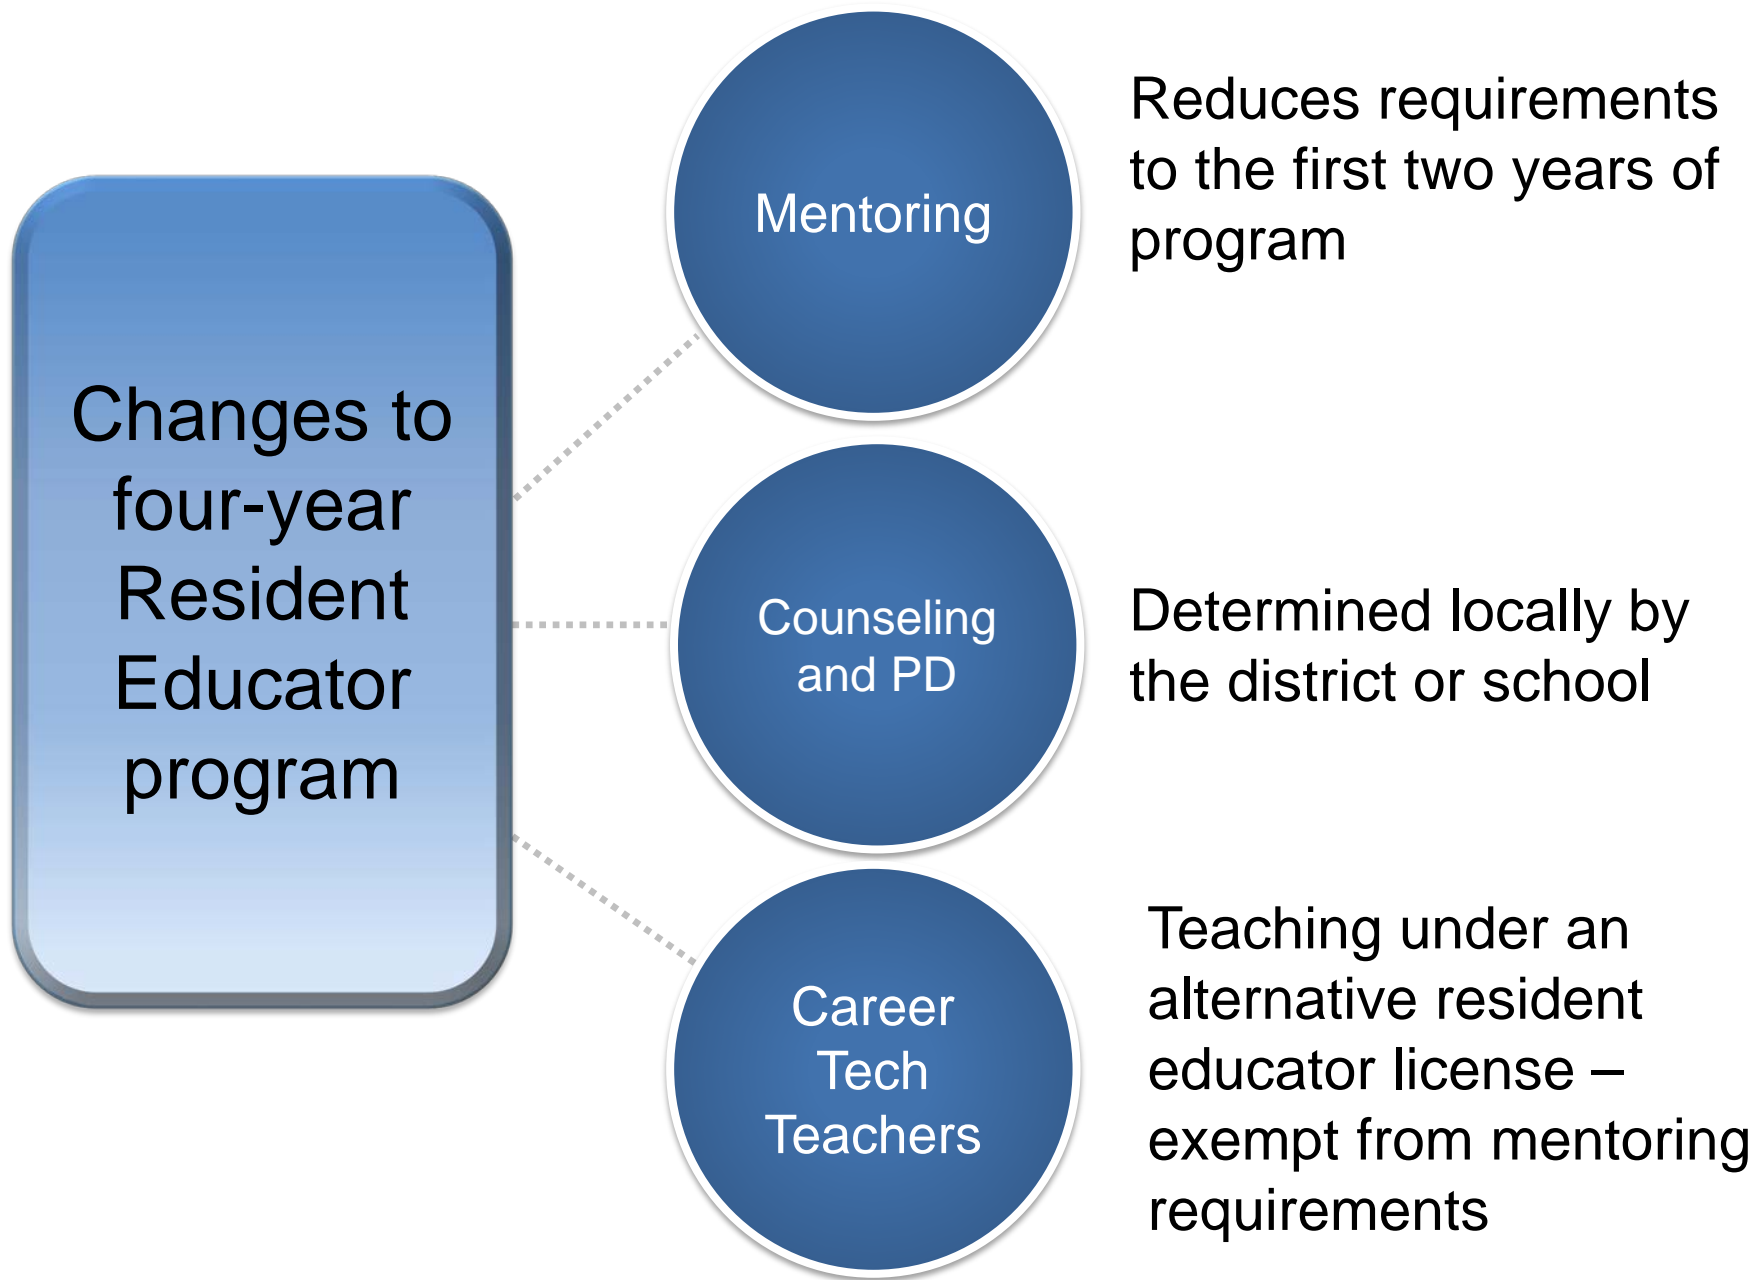 Changes to
four-year
Resident
Educator
program
Mentoring
Reduces requirements
to the first two years of
program
Counseling
and PD
Determined locally by
the district or school
Career
Tech
Teachers
Teaching under an
alternative resident
educator license –
exempt from mentoring
requirements